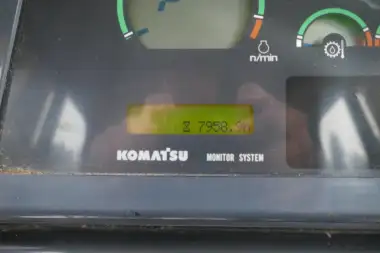 n/min
7958.
KOMATSU MONITOR SYSTEM